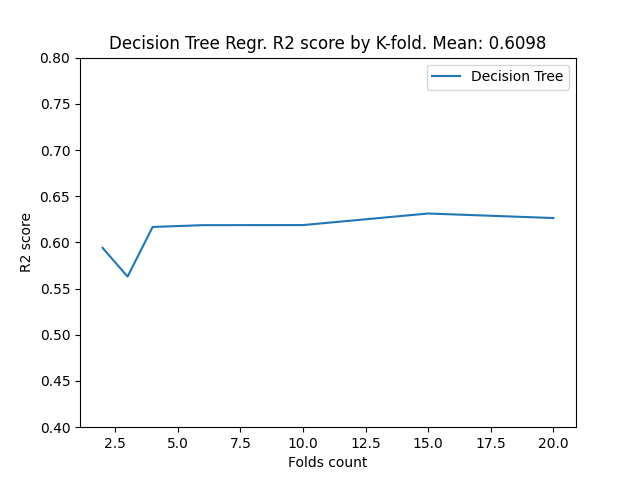 Decision Tree Regr. R2 score by K-fold. Mean: 0.6098
Decision Tree
0.80
0.75
0.70
0.65
0.60
0.55
0.50
0.45
0.40
R2 score
2.5 5.0 7.5 10.0 12.5 15.0 17.5 20.0
Folds count